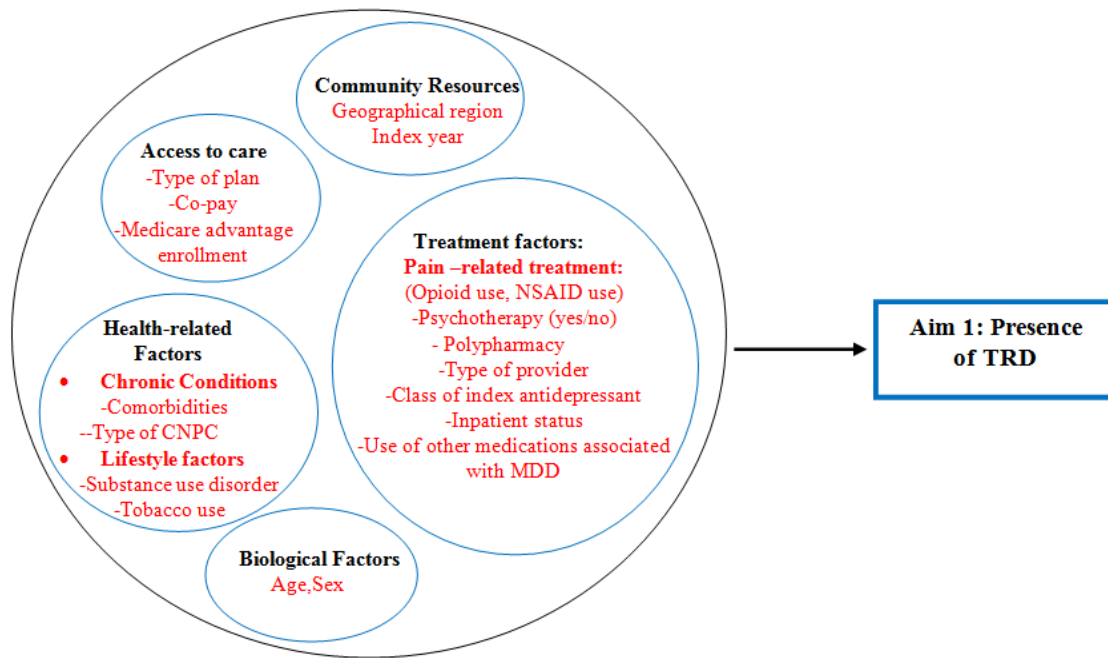 Community Resources
Geographical region
Index year
Access to care
-Type of plan
-Co-pay
-Medicare advantage
enrollment
Treatment factors:
Pain –related treatment:
(Opioid use, NSAID use)
-Psychotherapy (yes/no)
- Polypharmacy
-Type of provider
-Class of index antidepressant
-Inpatient status
-Use of other medications associated
with MDD
Health-related
Factors
• Chronic Conditions
-Comorbidities
--Type of CNPC
• Lifestyle factors
-Substance use disorder
-Tobacco use
Biological Factors
Age,Sex
Aim 1: Presence
of TRD